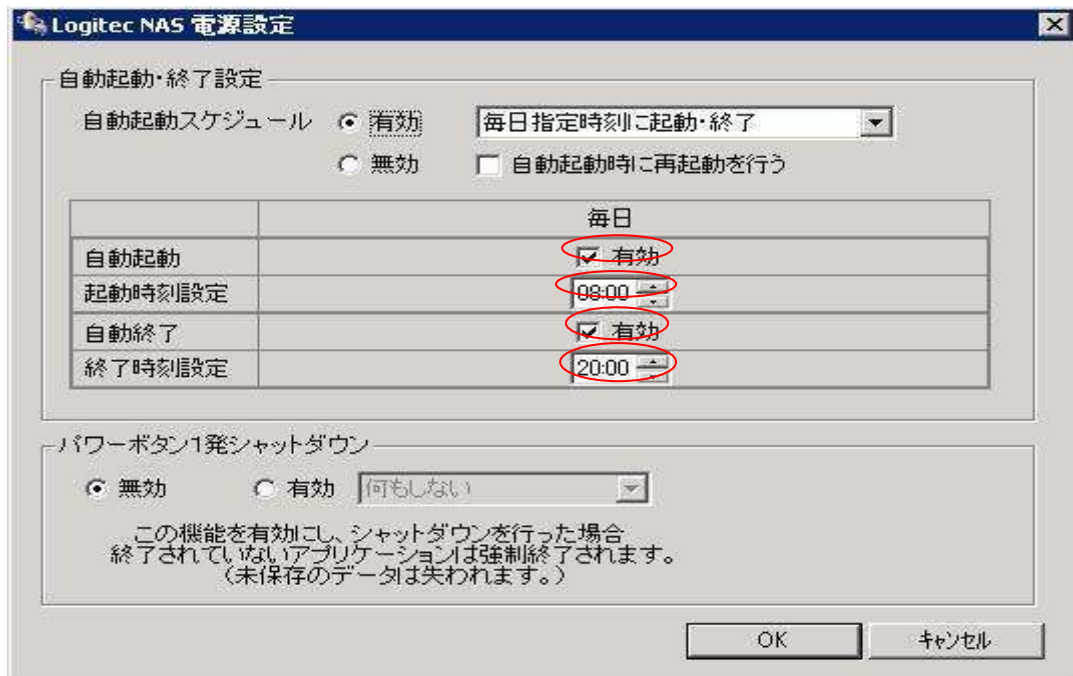 Logitec NAS 電源設定
自動起動・終了設定
自動起動スケジュール 有効 毎日指定時刻に起動・終了
無効 自動起動時に再起動を行う
毎日
自動起動 有効
起動時刻設定 08:00
自動終了 有効
終了時刻設定 20:00
パワーボタン1発シャットダウン
無効 有効 何もしない
この機能を有効にし、シャットダウンを行った場合
終了されていないアプリケーションは強制終了されます。
(未保存のデータは失われます。)
OK キャンセル